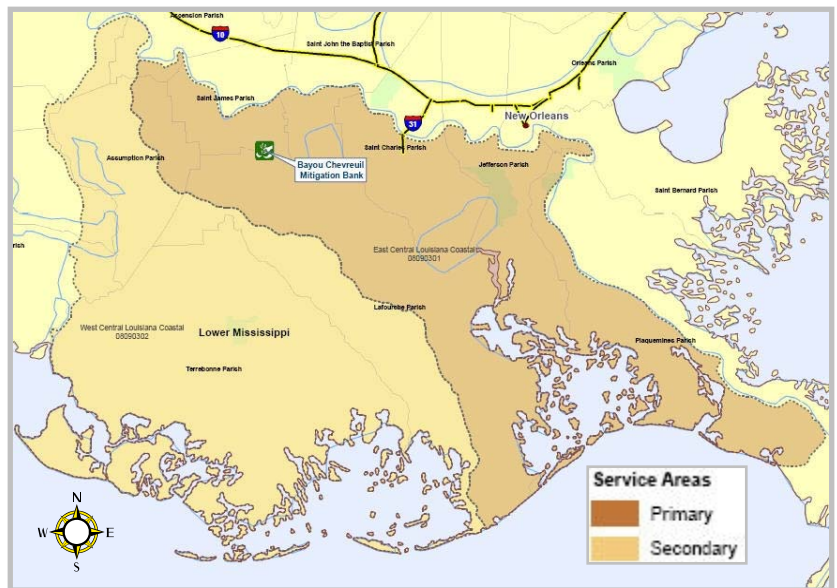 Ascension Parish
10
Saint John the Baptist Parish
Orleans Parish
Saint James Parish
31
New Orleans
Saint Charles Parish
Assumption Parish
Bayou Chevreuil
Mitigation Bank
Jefferson Parish
Saint Bernard Parish
rish
East Central Louisiana Coastal
08090301
Lafourche Parish
West Central Louisiana Coastal
08090302
Lower Mississippi
Plaquemines Parish
Terrebonne Parish
Service Areas
Primary
Secondary
N
W E
S